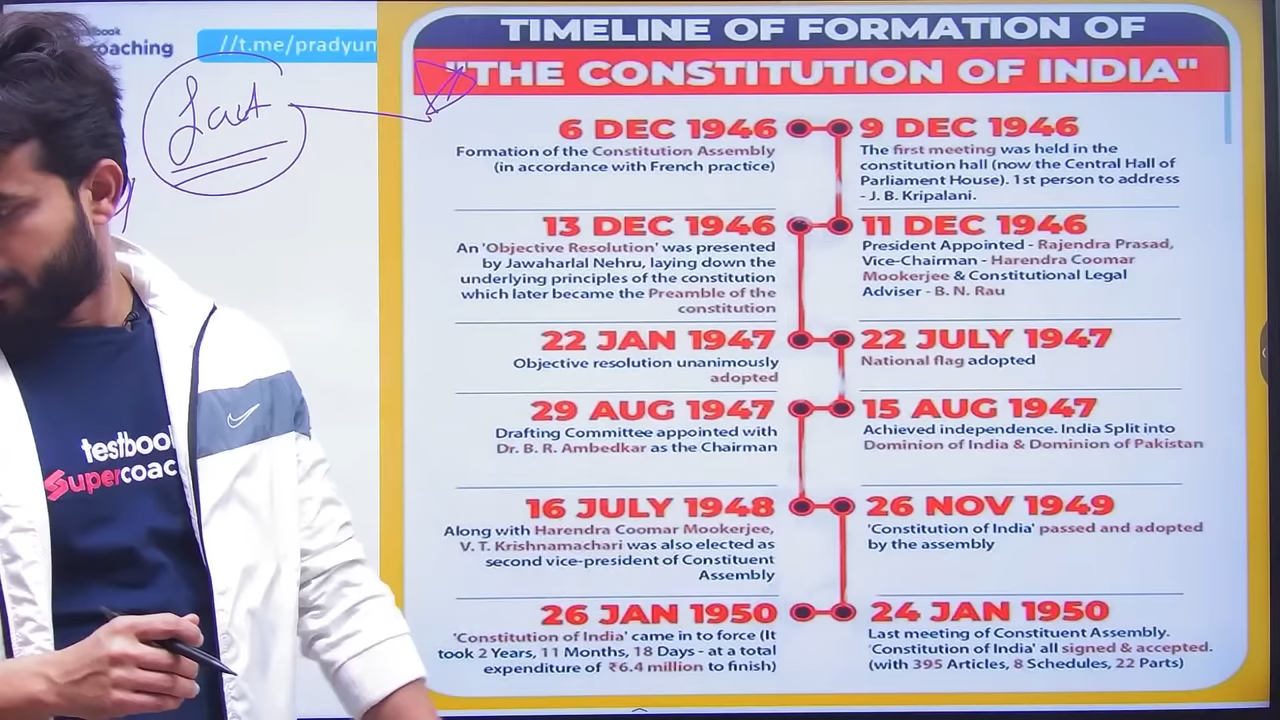 book
oaching
//t.me/pradyun
Last
TIMELINE OF FORMATION OF
"THE CONSTITUTION OF INDIA"
6 DEC 1946
Formation of the Constitution Assembly
(in accordance with French practice)
9 DEC 1946
The first meeting was held in the
constitution hall (now the Central Hall of
Parliament House). 1st person to address
- J. B. Kripalani.
13 DEC 1946
An 'Objective Resolution' was presented
by Jawaharlal Nehru, laying down the
underlying principles of the constitution
which later became the Preamble of the
constitution
11 DEC 1946
President Appointed - Rajendra Prasad,
Vice-Chairman - Harendra Coomar
Mookerjee & Constitutional Legal
Adviser - B. N. Rau
22 JAN 1947
Objective resolution unanimously
adopted
22 JULY 1947
National flag adopted
29 AUG 1947
Drafting Committee appointed with
Dr. B. R. Ambedkar as the Chairman
15 AUG 1947
Achieved independence. India Split into
Dominion of India & Dominion of Pakistan
16 JULY 1948
Along with Harendra Coomar Mookerjee,
V. T. Krishnamachari was also elected as
second vice-president of Constituent
Assembly
26 NOV 1949
'Constitution of India' passed and adopted
by the assembly
26 JAN 1950
'Constitution of India' came in to force (It
took 2 Years, 11 Months, 18 Days - at a total
expenditure of ₹6.4 million to finish)
24 JAN 1950
Last meeting of Constituent Assembly.
'Constitution of India' all signed & accepted.
(with 395 Articles, 8 Schedules, 22 Parts)
testbool
Supercoac